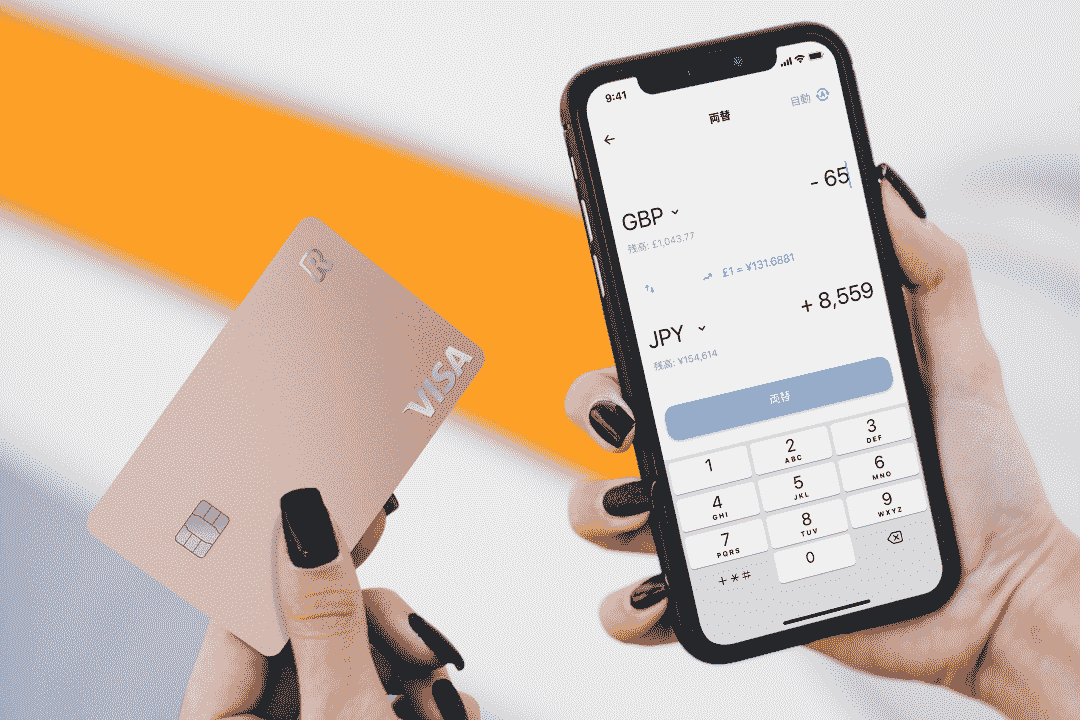 R
VISA
9:41
自動
両替
- 65
GBP
残高: £1,043.77
£1 = ¥131.6881
+ 8,559
JPY
残高: ¥154,614
両替
1
2 ABC
3 DEF
4 GHI
5 JKL
6 MNO
7 PQRS
8 TUV
9 WXYZ
+ * #
0